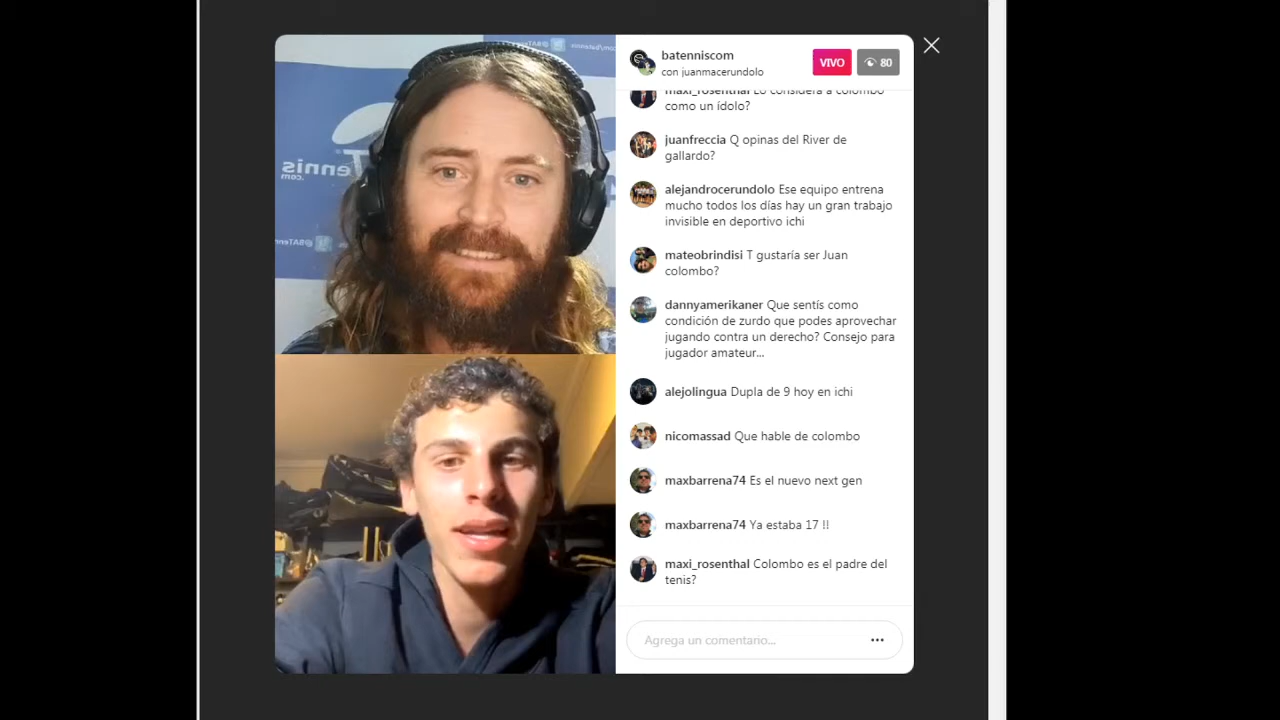 batenniscom
con juanmacerundolo
VIVO
80
maxi_rosenthal Lo considera a colombo
como un ídolo?
juanfreccia Q opinas del River de
gallardo?
alejandrocerundolo Ese equipo entrena
mucho todos los días hay un gran trabajo
invisible en deportivo ichi
mateobrindisi T gustaría ser Juan
colombo?
dannyamerikaner Que sentís como
condición de zurdo que podes aprovechar
jugando contra un derecho? Consejo para
jugador amateur...
alejolingua Dupla de 9 hoy en ichi
nicomassad Que hable de colombo
maxbarrena74 Es el nuevo next gen
maxbarrena74 Ya estaba 17 !!
maxi_rosenthal Colombo es el padre del
tenis?
Agrega un comentario...